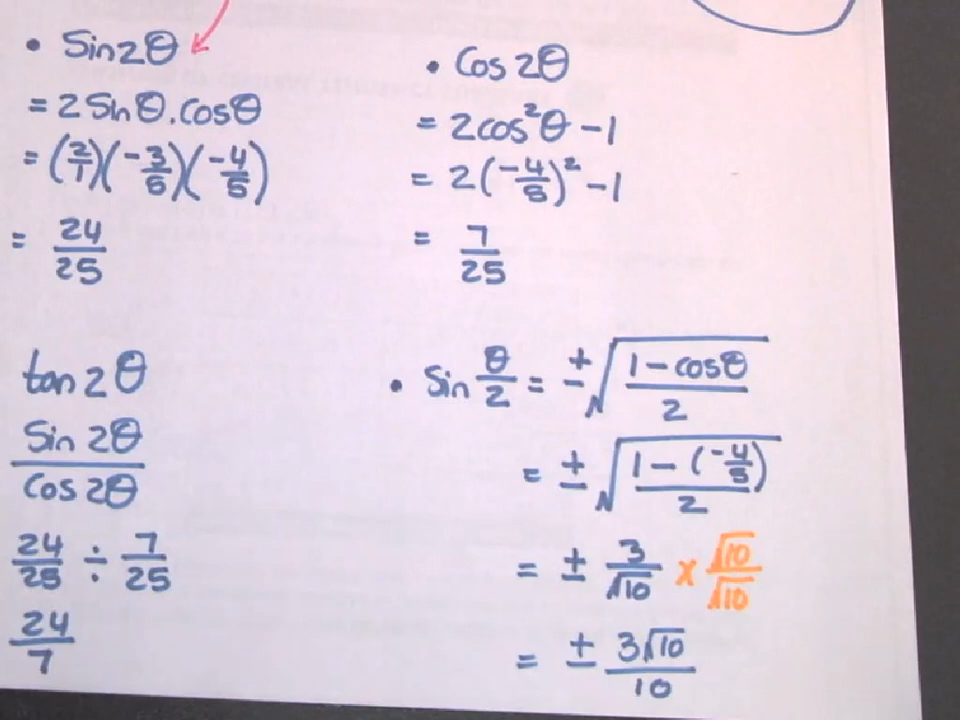 • Sin2θ
= 2 Sinθ.cosθ
= (2/1)(-3/5)(-4/5)
= 24/25
• Cos 2θ
= 2cos²θ - 1
= 2(-4/5)² - 1
= 7/25
tan 2θ
Sin 2θ / Cos 2θ
24/25 ÷ 7/25
24/7
• Sin θ/2 = ±√((1-cosθ)/2)
= ±√((1-(-4/5))/2)
= ± 3/√10 × √10/√10
= ± 3√10/10